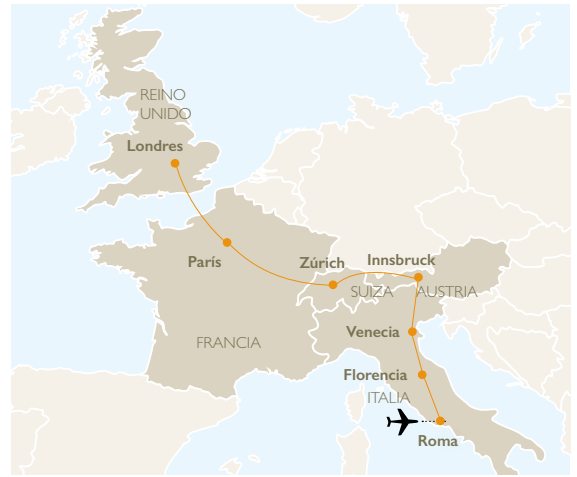 REINO
UNIDO
Londres
París
Zúrich
Innsbruck
SUIZA
AUSTRIA
Venecia
FRANCIA
Florencia
ITALIA
Roma